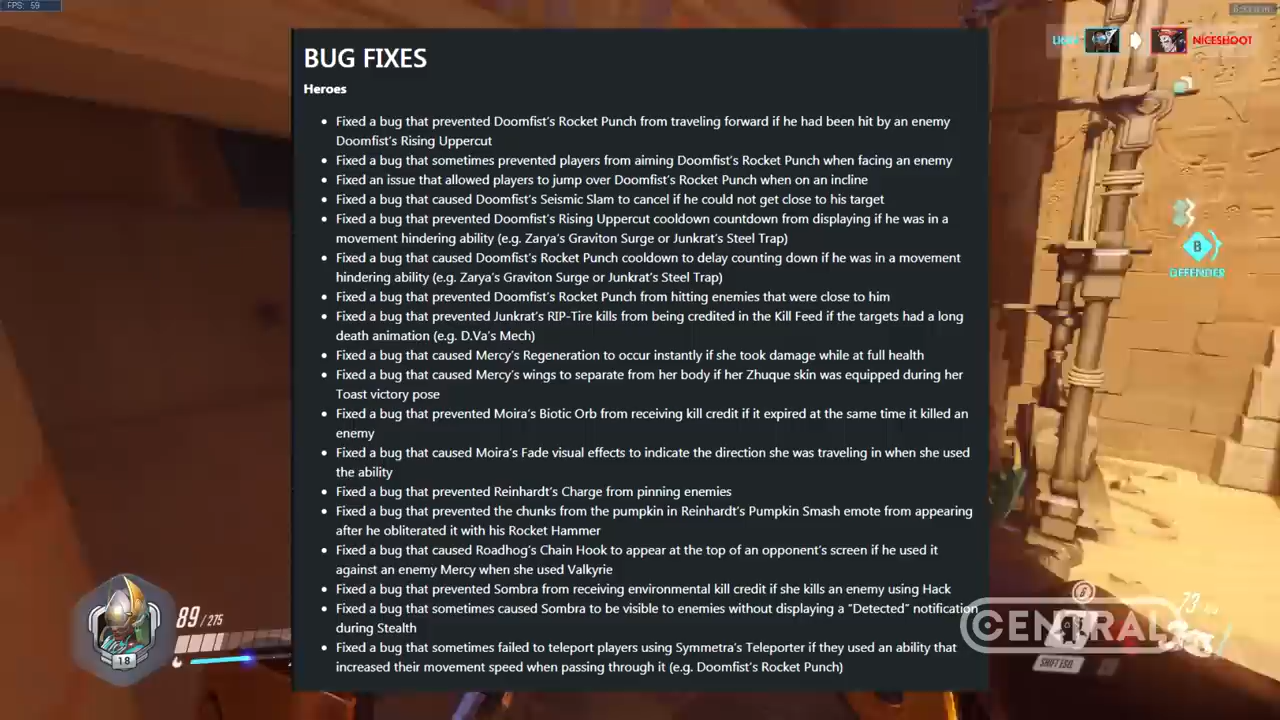 FPS: 59
NICESHOOT
BUG FIXES
Heroes
• Fixed a bug that prevented Doomfist's Rocket Punch from traveling forward if he had been hit by an enemy
Doomfist's Rising Uppercut
• Fixed a bug that sometimes prevented players from aiming Doomfist's Rocket Punch when facing an enemy
• Fixed an issue that allowed players to jump over Doomfist's Rocket Punch when on an incline
• Fixed a bug that caused Doomfist's Seismic Slam to cancel if he could not get close to his target
• Fixed a bug that prevented Doomfist's Rising Uppercut cooldown countdown from displaying if he was in a
movement hindering ability (e.g. Zarya's Graviton Surge or Junkrat's Steel Trap)
• Fixed a bug that caused Doomfist's Rocket Punch cooldown to delay counting down if he was in a movement
hindering ability (e.g. Zarya's Graviton Surge or Junkrat's Steel Trap)
• Fixed a bug that prevented Doomfist's Rocket Punch from hitting enemies that were close to him
• Fixed a bug that prevented Junkrat's RIP-Tire kills from being credited in the Kill Feed if the targets had a long
death animation (e.g. D.Va's Mech)
• Fixed a bug that caused Mercy's Regeneration to occur instantly if she took damage while at full health
• Fixed a bug that caused Mercy's wings to separate from her body if her Zhuque skin was equipped during her
Toast victory pose
• Fixed a bug that prevented Moira's Biotic Orb from receiving kill credit if it expired at the same time it killed an
enemy
• Fixed a bug that caused Moira's Fade visual effects to indicate the direction she was traveling in when she used
the ability
• Fixed a bug that prevented Reinhardt's Charge from pinning enemies
• Fixed a bug that prevented the chunks from the pumpkin in Reinhardt's Pumpkin Smash emote from appearing
after he obliterated it with his Rocket Hammer
• Fixed a bug that caused Roadhog's Chain Hook to appear at the top of an opponent's screen if he used it
against an enemy Mercy when she used Valkyrie
• Fixed a bug that prevented Sombra from receiving environmental kill credit if she kills an enemy using Hack
• Fixed a bug that sometimes caused Sombra to be visible to enemies without displaying a "Detected" notification
during Stealth
• Fixed a bug that sometimes failed to teleport players using Symmetra's Teleporter if they used an ability that
increased their movement speed when passing through it (e.g. Doomfist's Rocket Punch)
B
DEFENDER
89/275
18
73
CENTRAL